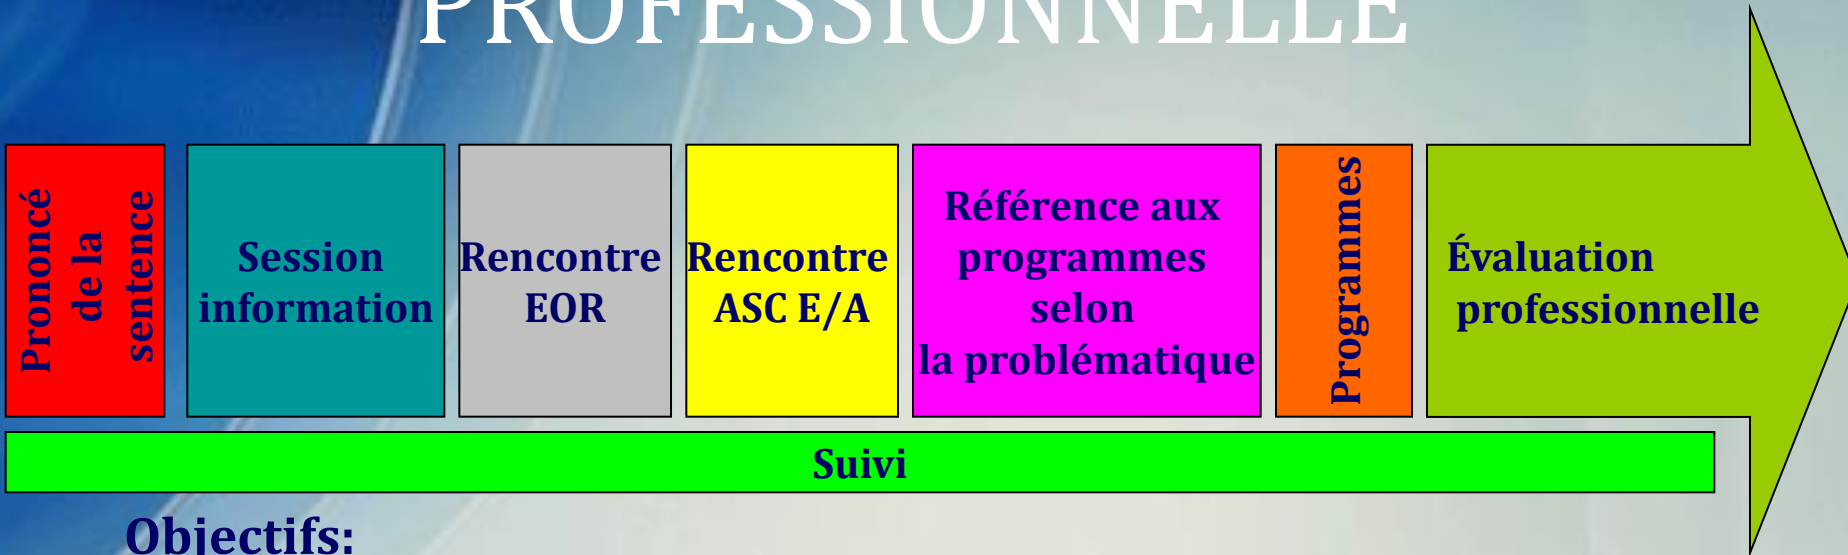 PROFESSIONNELLE
Prononcé
de la
sentence
Session
information
Rencontre
EOR
Rencontre
ASC E/A
Référence aux
programmes
selon
la problématique
Programmes
Évaluation
professionnelle
Suivi
Objectifs: